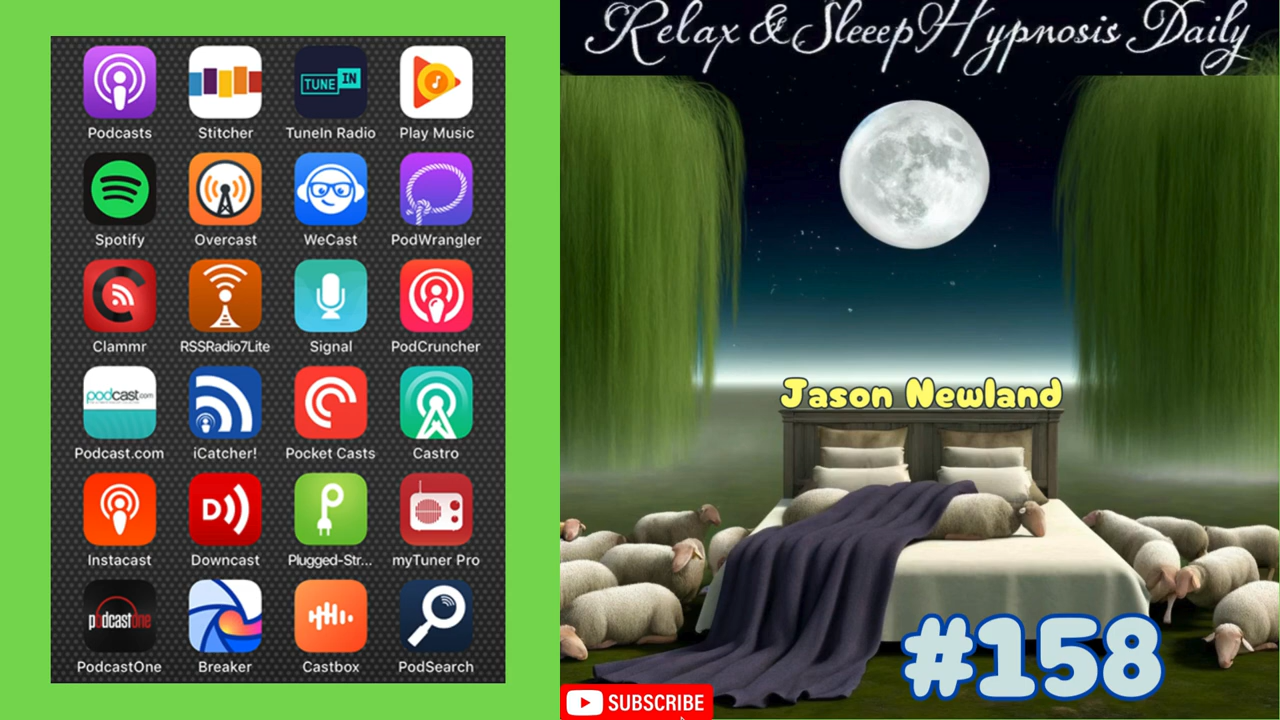 Relax & Sleeep Hypnosis Daily
TUNE IN
Podcasts Stitcher TuneIn Radio Play Music
Spotify Overcast WeCast PodWrangler
Clammr RSSRadio7Lite Signal PodCruncher
podcast.com
Podcast.com iCatcher! Pocket Casts Castro
D
Instacast Downcast Plugged-Str... myTuner Pro
podcastone
PodcastOne Breaker Castbox PodSearch
Jason Newland
#158
SUBSCRIBE